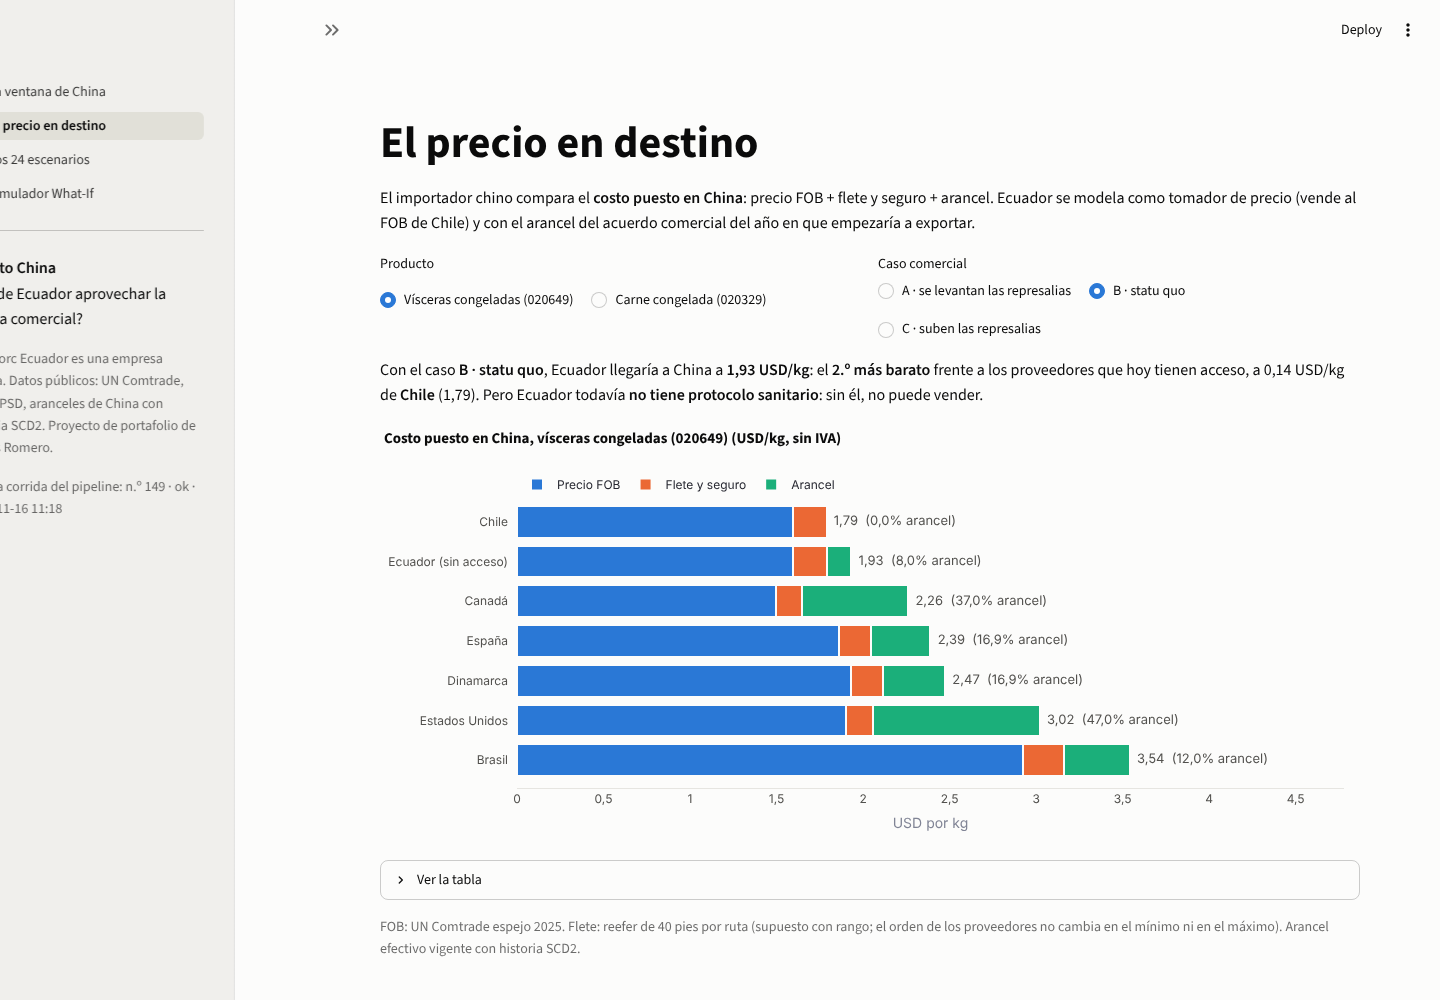 Deploy
ventana de China
precio en destino
os 24 escenarios
mulador What-If
to China
de Ecuador aprovechar la
a comercial?
orc Ecuador es una empresa
a. Datos públicos: UN Comtrade,
PSD, aranceles de China con
a SCD2. Proyecto de portafolio de
Romero.
a corrida del pipeline: n.º 149 · ok ·
11-16 11:18
El precio en destino
El importador chino compara el costo puesto en China: precio FOB + flete y seguro + arancel. Ecuador se modela como tomador de precio (vende al
FOB de Chile) y con el arancel del acuerdo comercial del año en que empezaría a exportar.
Producto
Vísceras congeladas (020649) Carne congelada (020329)
Caso comercial
A · se levantan las represalias B · statu quo
C · suben las represalias
Con el caso B · statu quo, Ecuador llegaría a China a 1,93 USD/kg: el 2.º más barato frente a los proveedores que hoy tienen acceso, a 0,14 USD/kg
de Chile (1,79). Pero Ecuador todavía no tiene protocolo sanitario: sin él, no puede vender.
Costo puesto en China, vísceras congeladas (020649) (USD/kg, sin IVA)
Precio FOB Flete y seguro Arancel
Chile 1,79 (0,0% arancel)
Ecuador (sin acceso) 1,93 (8,0% arancel)
Canadá 2,26 (37,0% arancel)
España 2,39 (16,9% arancel)
Dinamarca 2,47 (16,9% arancel)
Estados Unidos 3,02 (47,0% arancel)
Brasil 3,54 (12,0% arancel)
0 0,5 1 1,5 2 2,5 3 3,5 4 4,5
USD por kg
Ver la tabla
FOB: UN Comtrade espejo 2025. Flete: reefer de 40 pies por ruta (supuesto con rango; el orden de los proveedores no cambia en el mínimo ni en el máximo). Arancel
efectivo vigente con historia SCD2.